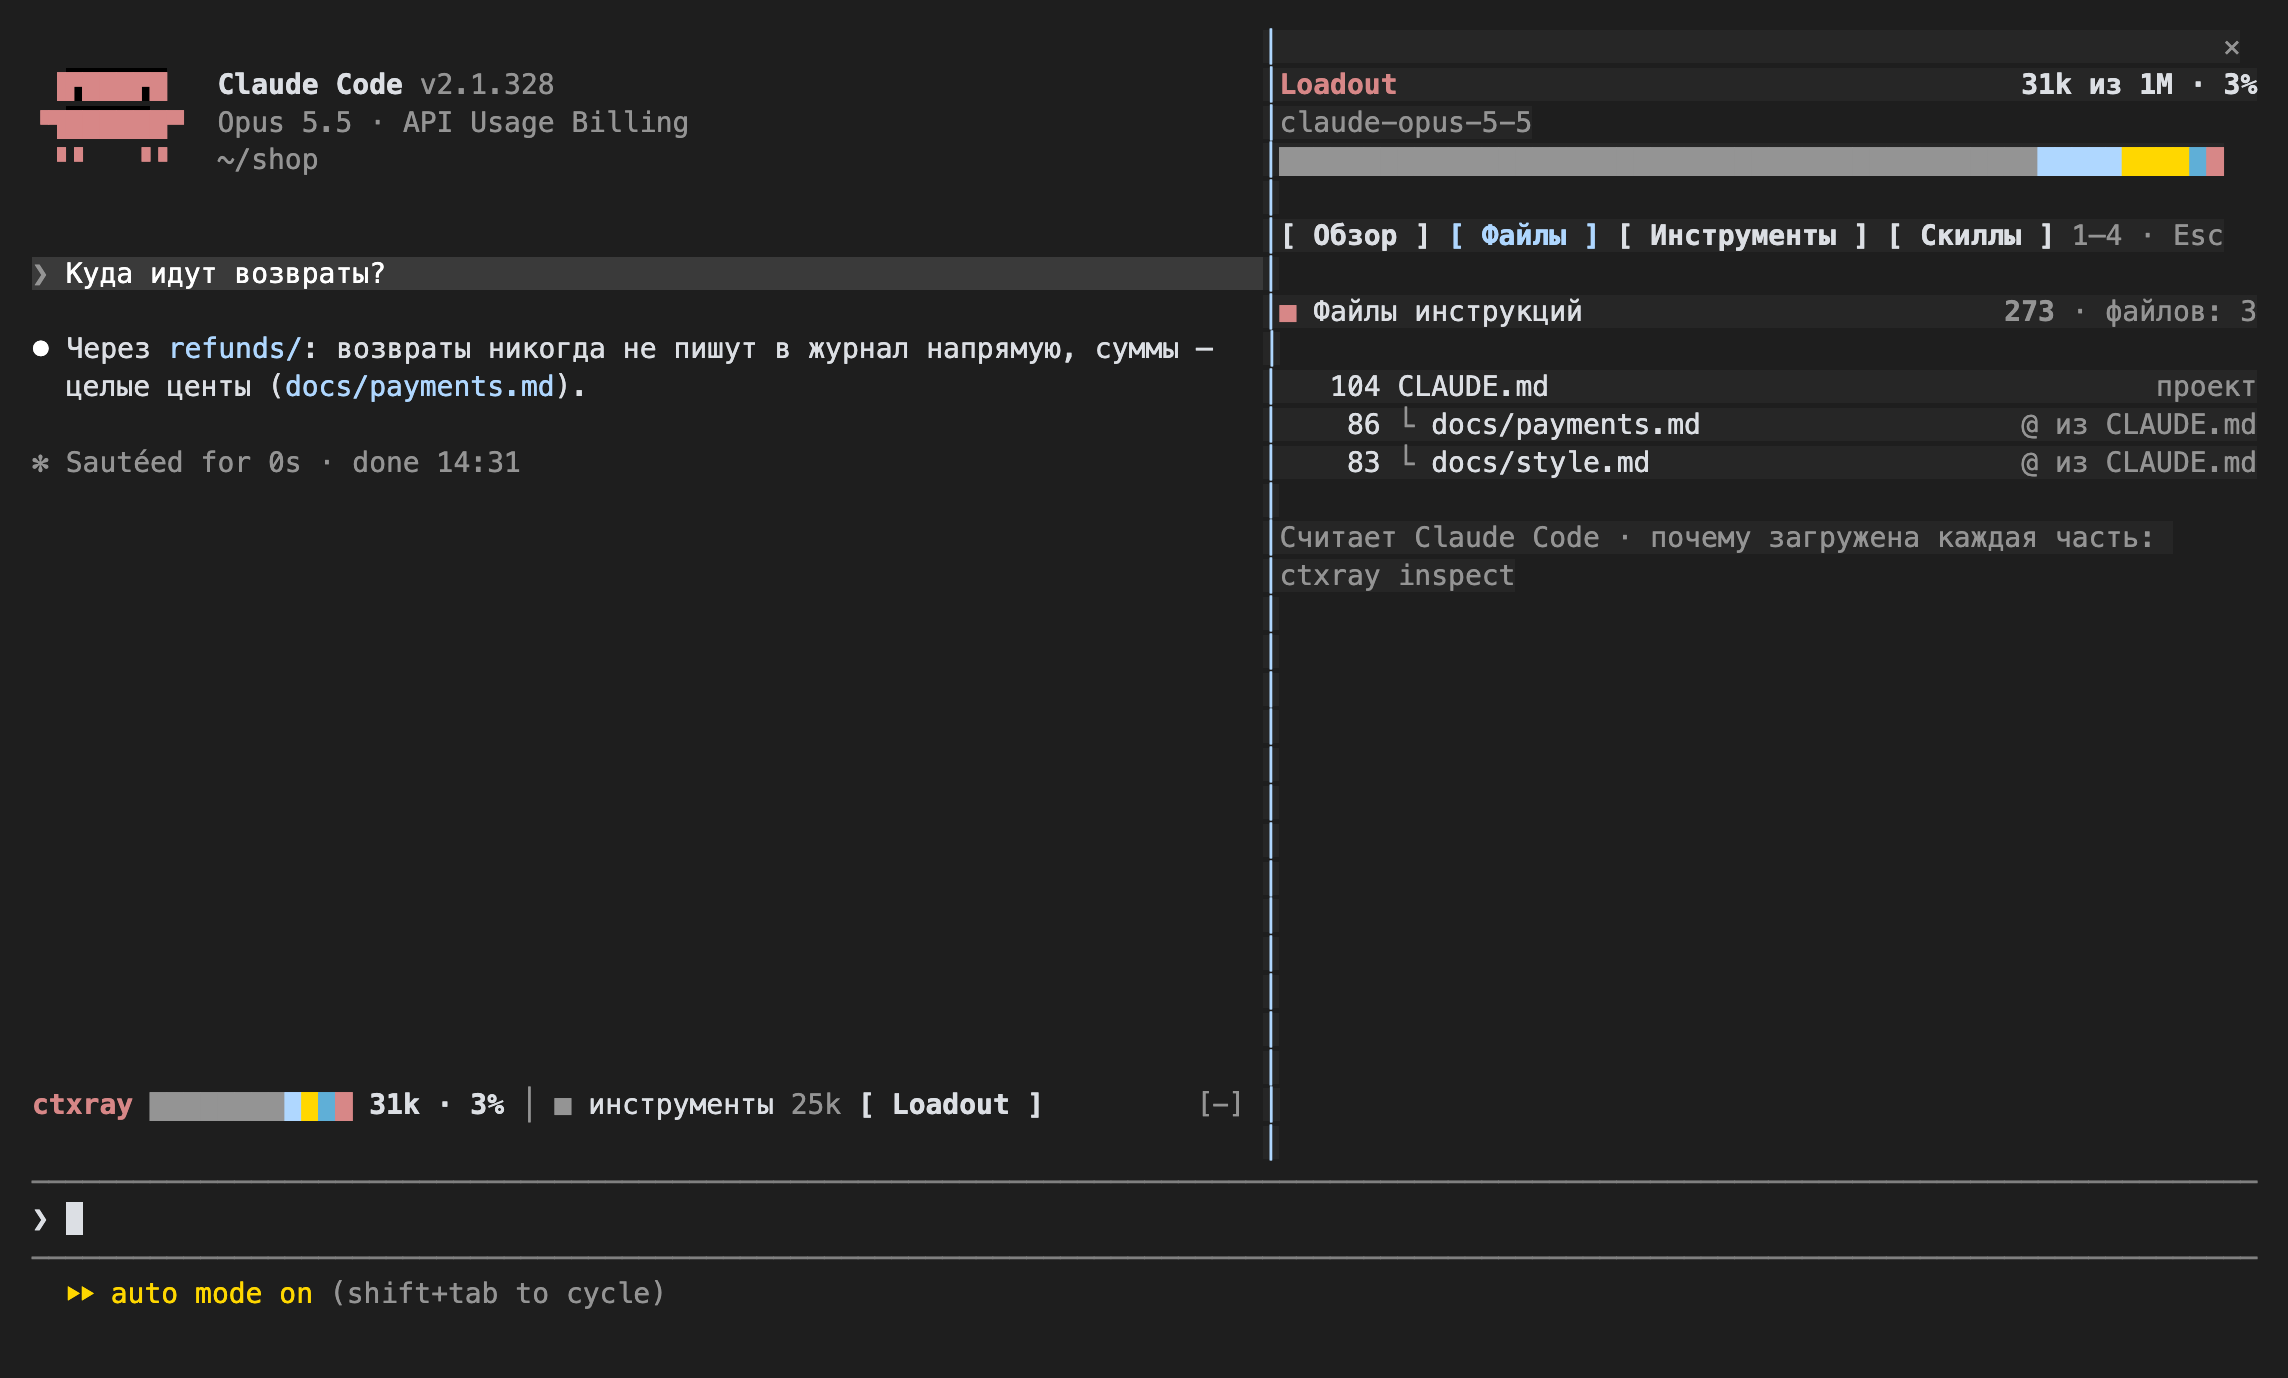 Claude Code v2.1.328
Opus 5.5 · API Usage Billing
~/shop
❯ Куда идут возвраты?
● Через refunds/: возвраты никогда не пишут в журнал напрямую, суммы —
целые центы (docs/payments.md).
✻ Sautéed for 0s · done 14:31
ctxray 31k · 3% │ ■ инструменты 25k [ Loadout ] [−]
×
Loadout 31k из 1M · 3%
claude-opus-5-5
[ Обзор ] [ Файлы ] [ Инструменты ] [ Скиллы ] 1–4 · Esc
■ Файлы инструкций 273 · файлов: 3
104 CLAUDE.md проект
86 └ docs/payments.md @ из CLAUDE.md
83 └ docs/style.md @ из CLAUDE.md
Считает Claude Code · почему загружена каждая часть:
ctxray inspect
❯
⏵⏵ auto mode on (shift+tab to cycle)